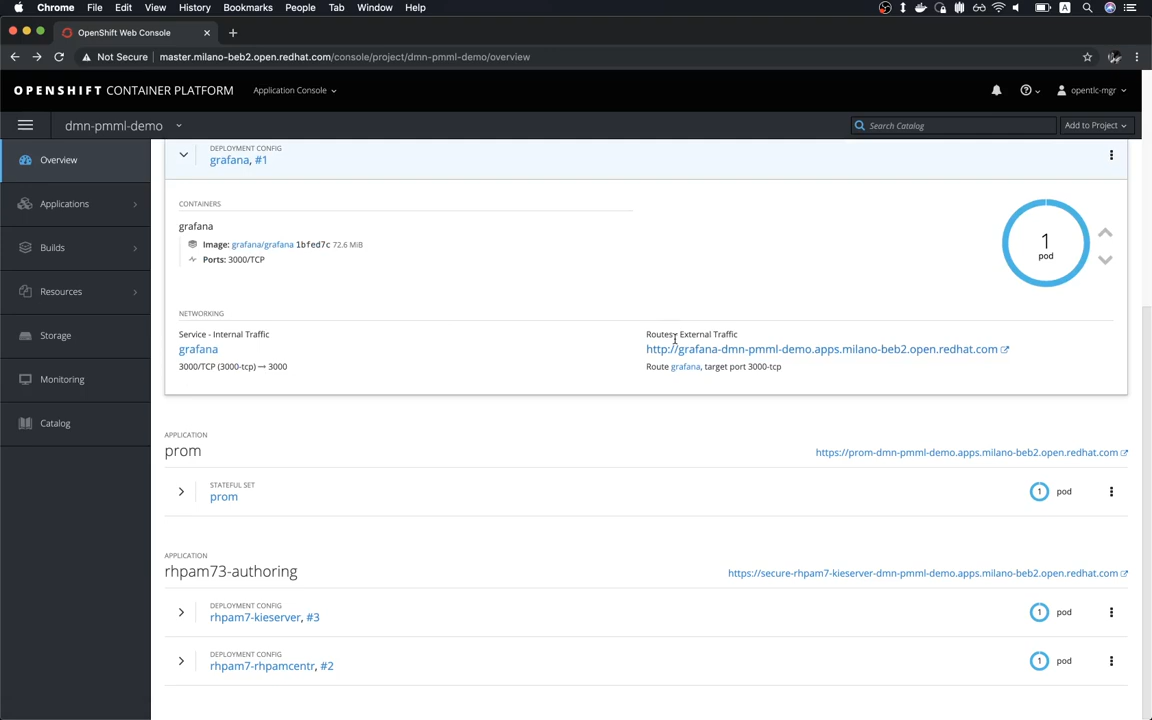 Chrome File Edit View History Bookmarks People Tab Window Help
A
OpenShift Web Console
Not Secure | master.milano-beb2.open.redhat.com/console/project/dmn-pmml-demo/overview
OPENSHIFT CONTAINER PLATFORM
Application Console
opentlc-mgr
dmn-pmml-demo
Search Catalog
Add to Project
Overview
Applications
Builds
Resources
Storage
Monitoring
Catalog
DEPLOYMENT CONFIG
grafana, #1
CONTAINERS
grafana
Image: grafana/grafana 1bfed7c 72.6 MiB
Ports: 3000/TCP
1
pod
NETWORKING
Service - Internal Traffic
grafana
3000/TCP (3000-tcp) → 3000
Routes - External Traffic
http://grafana-dmn-pmml-demo.apps.milano-beb2.open.redhat.com
Route grafana, target port 3000-tcp
APPLICATION
prom
https://prom-dmn-pmml-demo.apps.milano-beb2.open.redhat.com
STATEFUL SET
prom
1 pod
APPLICATION
rhpam73-authoring
https://secure-rhpam7-kieserver-dmn-pmml-demo.apps.milano-beb2.open.redhat.com
DEPLOYMENT CONFIG
rhpam7-kieserver, #3
1 pod
DEPLOYMENT CONFIG
rhpam7-rhpamcentr, #2
1 pod